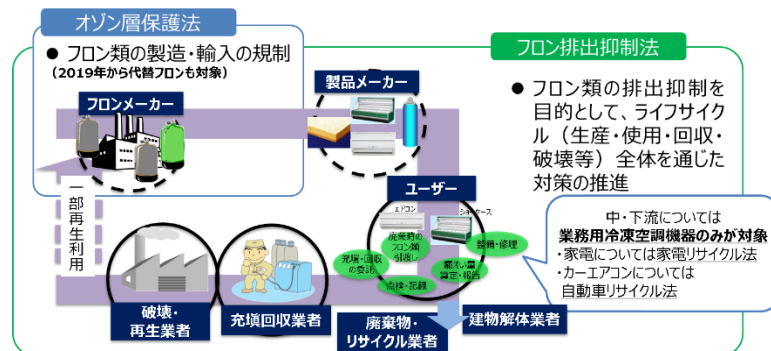 オゾン層保護法
● フロン類の製造・輸入の規制
（2019年から代替フロンも対象）
フロンメーカー
製品メーカー
フロン排出抑制法
● フロン類の排出抑制を
目的として、ライフサイク
ル（生産・使用・回収・
破壊等）全体を通じた
対策の推進
一部再生利用
ユーザー
エアコン
ショーケース
廃棄時の
フロン類
引渡し
整備・修理
充塡・回収
の委託
漏えい量
算定・報告
点検・記録
中・下流については
業務用冷凍空調機器のみが対象
・家電については家電リサイクル法
・カーエアコンについては
自動車リサイクル法
破壊・
再生業者
充塡回収業者
廃棄物・
リサイクル業者
建物解体業者